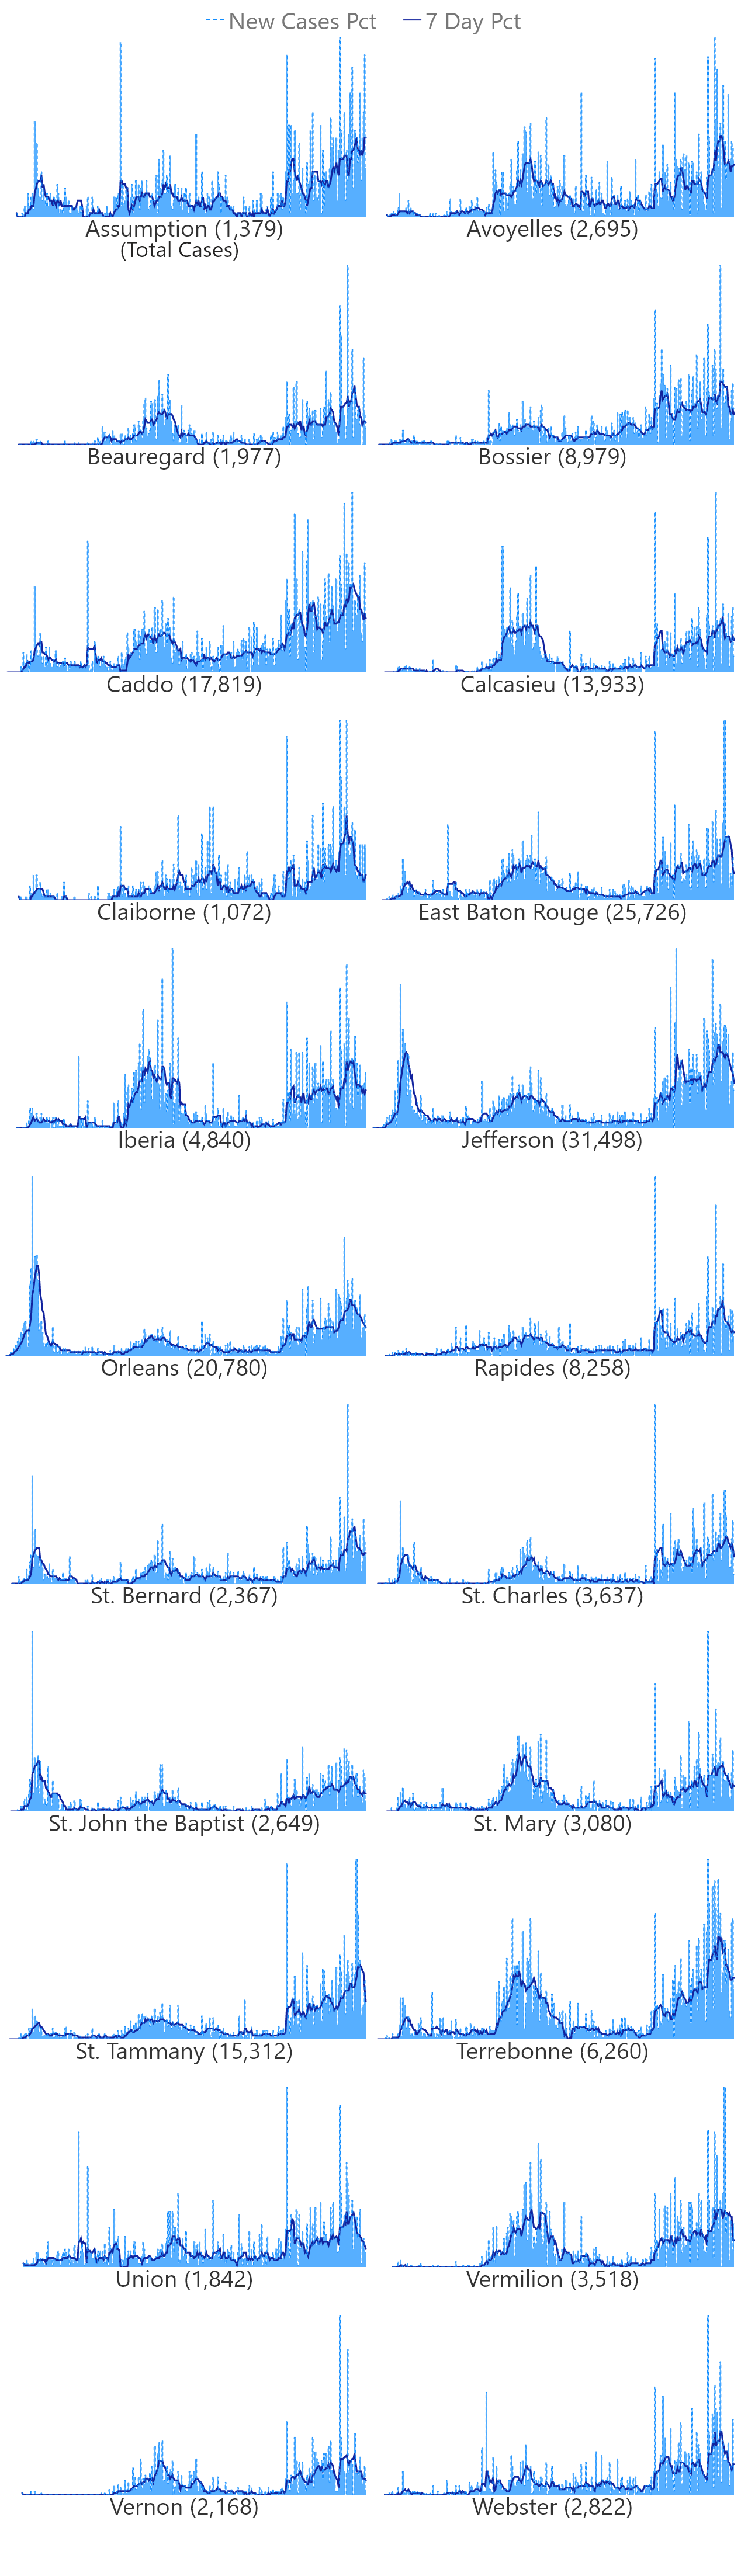 New Cases Pct 7 Day Pct
Assumption (1,379) Avoyelles (2,695)
(Total Cases)
Beauregard (1,977) Bossier (8,979)
Caddo (17,819) Calcasieu (13,933)
Claiborne (1,072) East Baton Rouge (25,726)
Iberia (4,840) Jefferson (31,498)
Orleans (20,780) Rapides (8,258)
St. Bernard (2,367) St. Charles (3,637)
St. John the Baptist (2,649) St. Mary (3,080)
St. Tammany (15,312) Terrebonne (6,260)
Union (1,842) Vermilion (3,518)
Vernon (2,168) Webster (2,822)